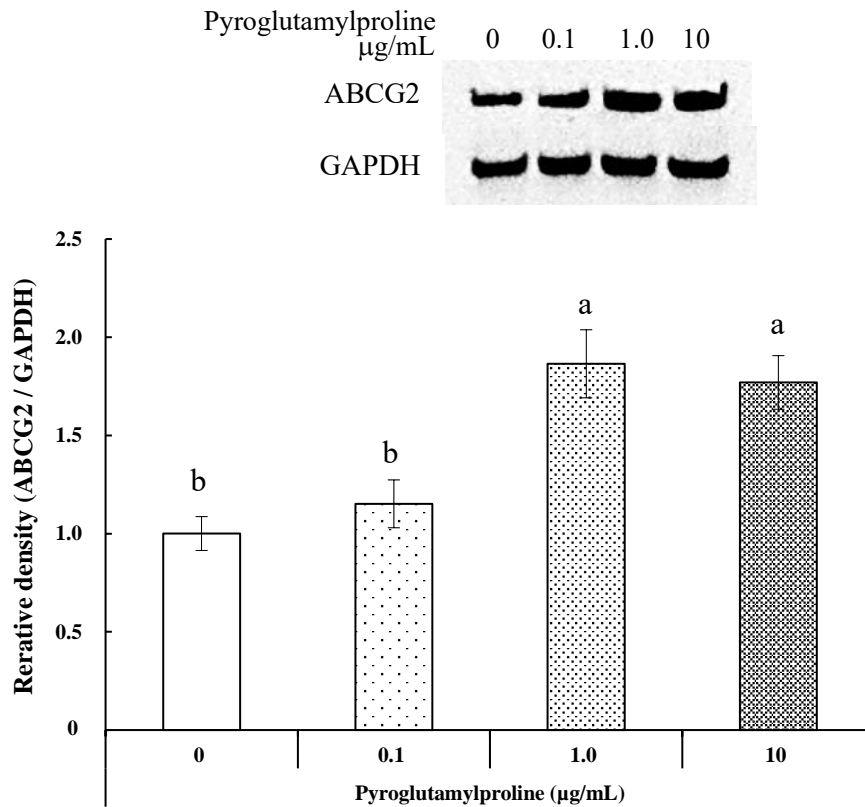 Pyroglutamylproline
μg/mL 0 0.1 1.0 10
ABCG2
GAPDH
Rerative density (ABCG2 / GAPDH)
2.5
2.0
1.5
1.0
0.5
0
b
b
a
a
0 0.1 1.0 10
Pyroglutamylproline (μg/mL)